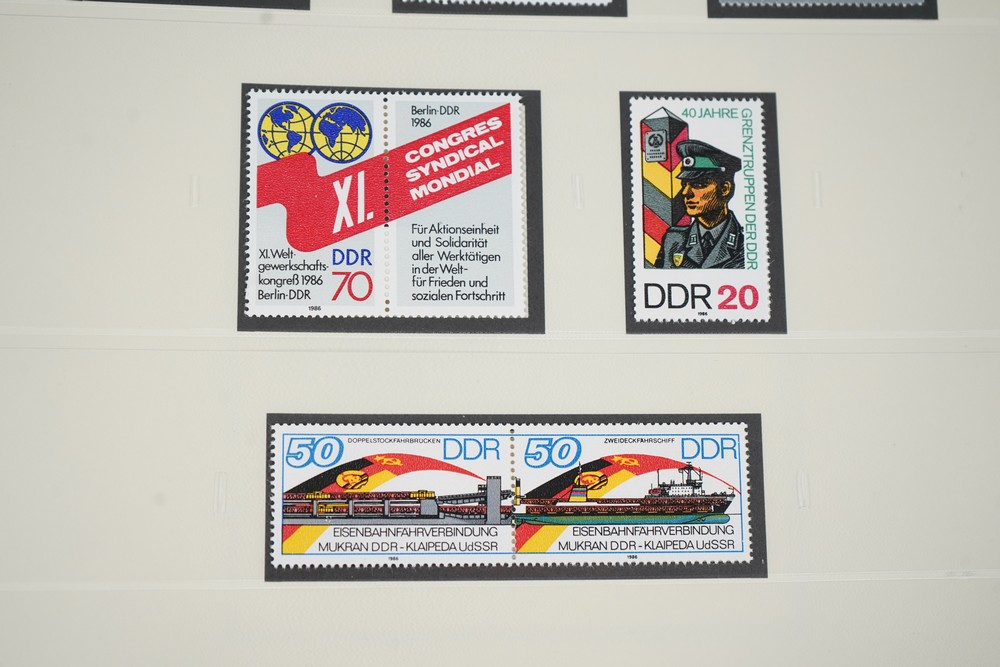 XI.
XI.Welt-
gewerkschafts-
kongreß 1986
Berlin·DDR
DDR
70
1986
Berlin·DDR
1986
CONGRES
SYNDICAL
MONDIAL
Für Aktionseinheit
und Solidarität
aller Werktätigen
in der Welt-
für Frieden und
sozialen Fortschritt
40 JAHRE
GRENZTRUPPEN DER DDR
DDR 20
1986
50 DOPPELSTOCKFÄHRBRÜCKEN DDR
EISENBAHNFÄHRVERBINDUNG
MUKRAN DDR - KLAIPEDA UdSSR
1986
50 ZWEIDECKFÄHRSCHIFF DDR
EISENBAHNFÄHRVERBINDUNG
MUKRAN DDR - KLAIPEDA UdSSR
1986